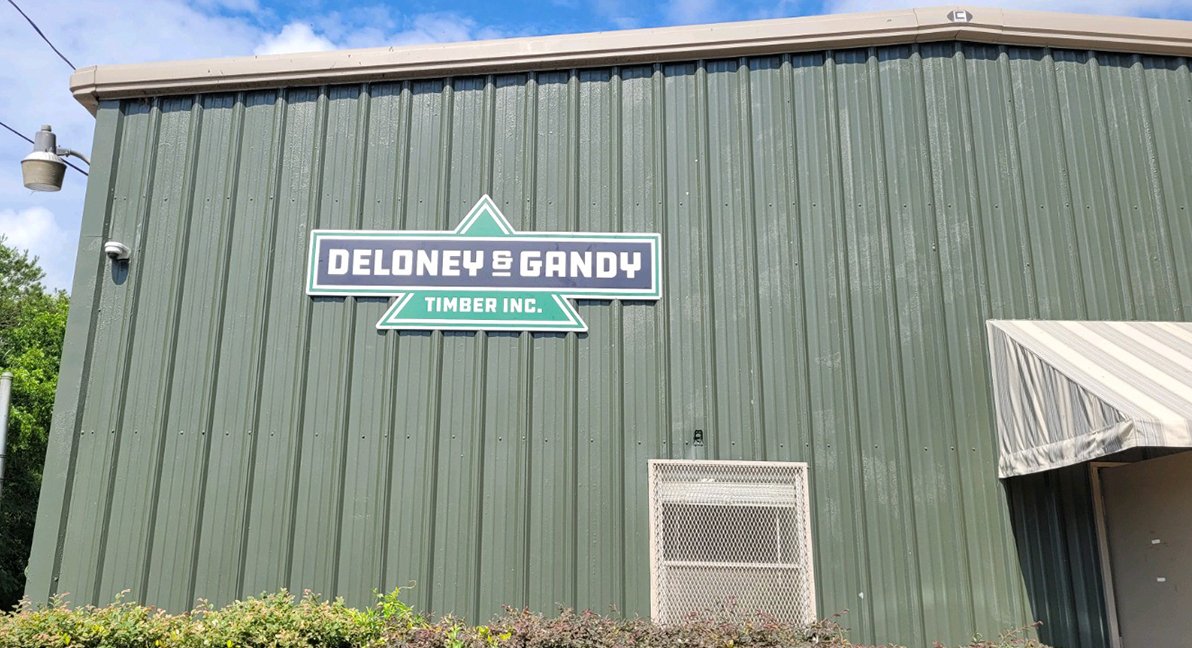 DELONEY & GANDY
TIMBER INC.